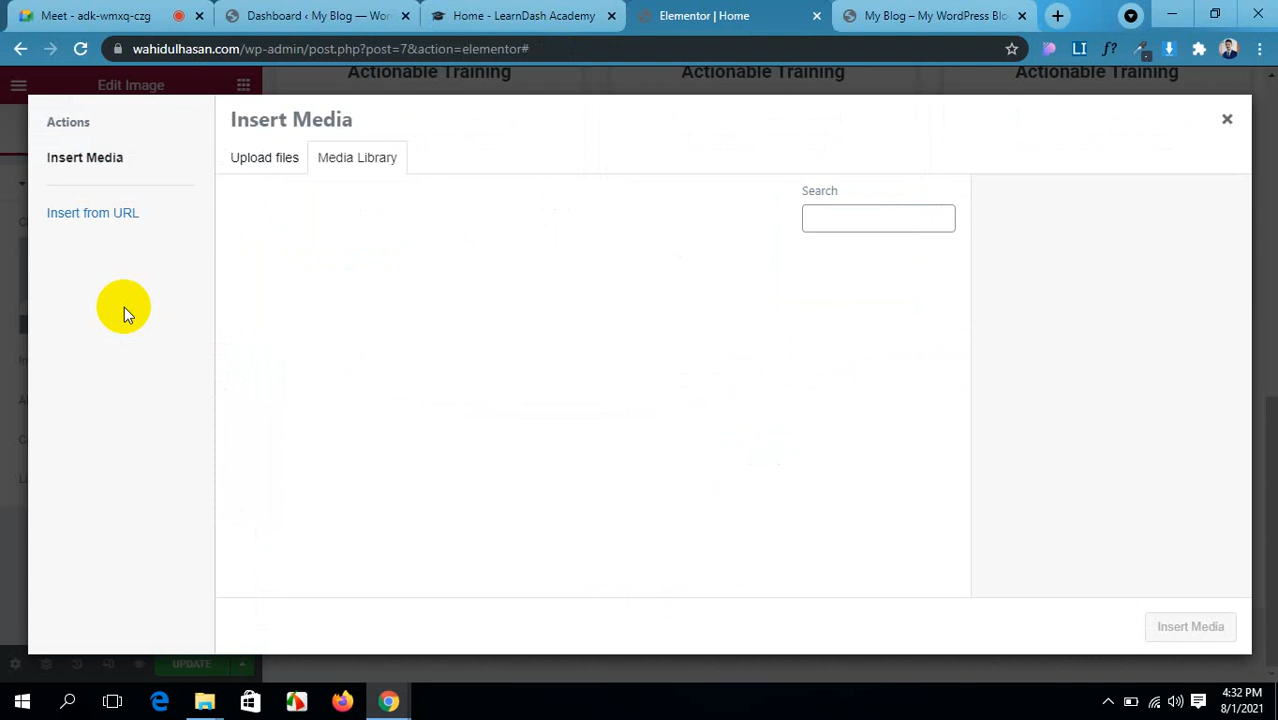 Meet - adk-wmxq-czg
Dashboard ‹ My Blog — Wor
Home - LearnDash Academy
Elementor | Home
My Blog – My WordPress Blo
wahidulhasan.com/wp-admin/post.php?post=7&action=elementor#
Edit Image
Actionable Training
Actionable Training
Actionable Training
Actions
Insert Media
Insert from URL
Insert Media
Upload files
Media Library
Search
Insert Media
UPDATE
4:32 PM
8/1/2021